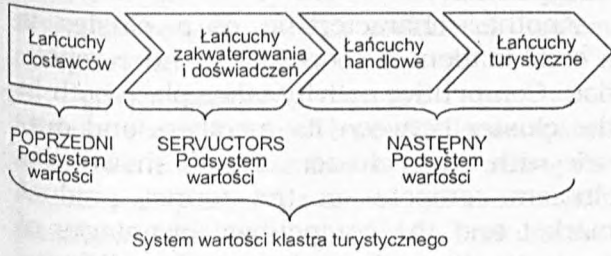 Łańcuchy
dostawców
Łańcuchy
zakwaterowania
i doświadczeń
Łańcuchy
handlowe
Łańcuchy
turystyczne
POPRZEDNI
Podsystem
wartości
SERVUCTORS
Podsystem
wartości
NASTĘPNY
Podsystem
wartości
System wartości klastra turystycznego